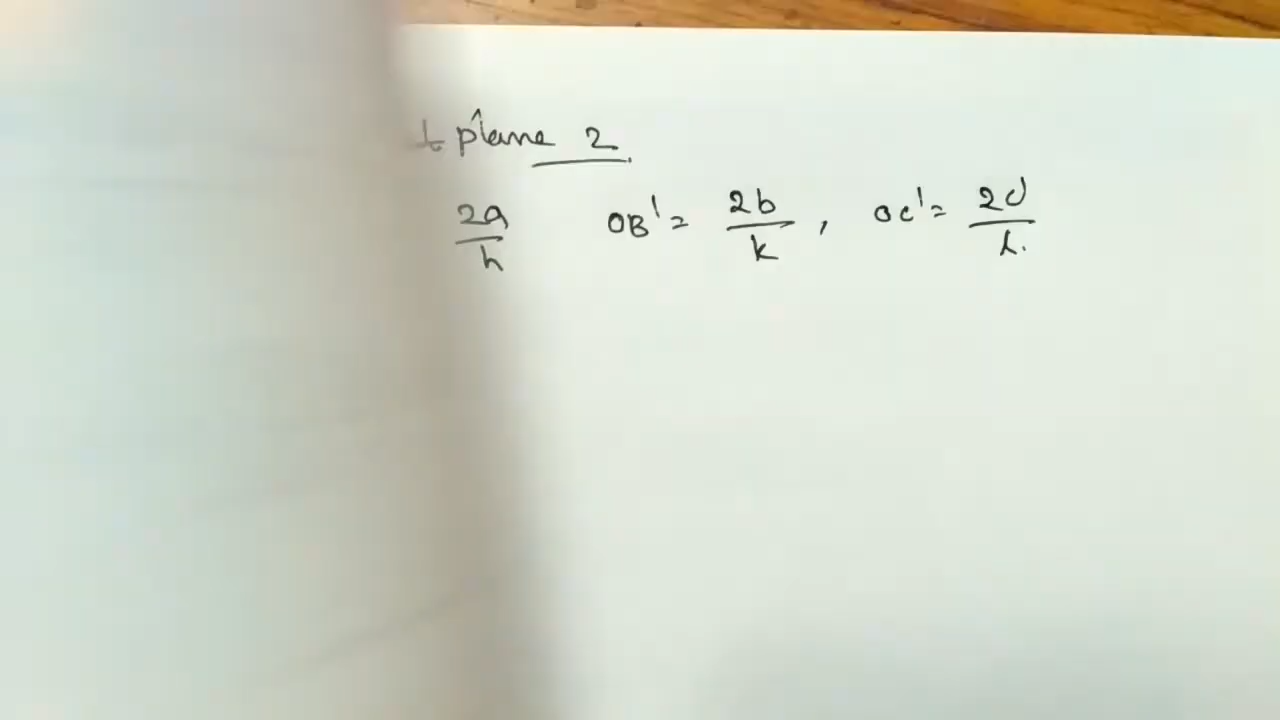 plane 2
2a/h OB' = 2b/k, OC' = 2c/l.